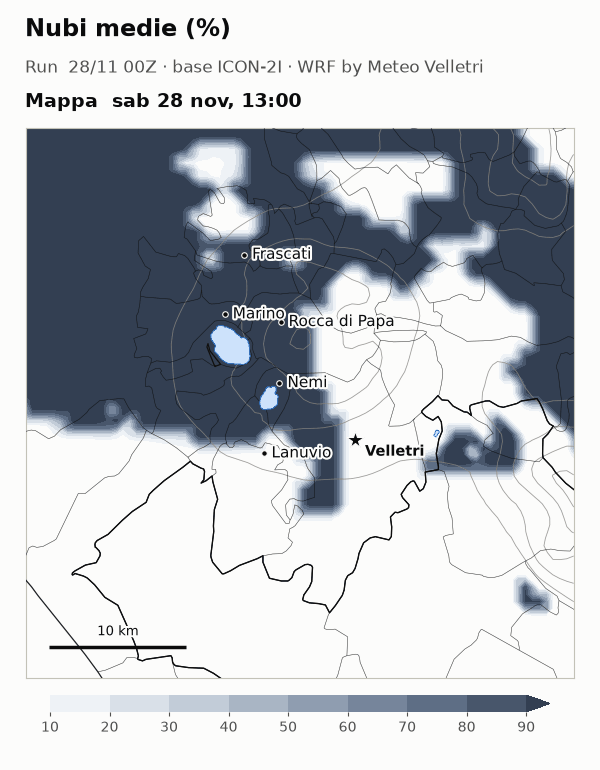 Nubi medie (%)
Run 28/11 00Z · base ICON-2I · WRF by Meteo Velletri
Mappa sab 28 nov, 13:00
Frascati
Marino
Rocca di Papa
Nemi
Velletri
Lanuvio
10 km
10 20 30 40 50 60 70 80 90